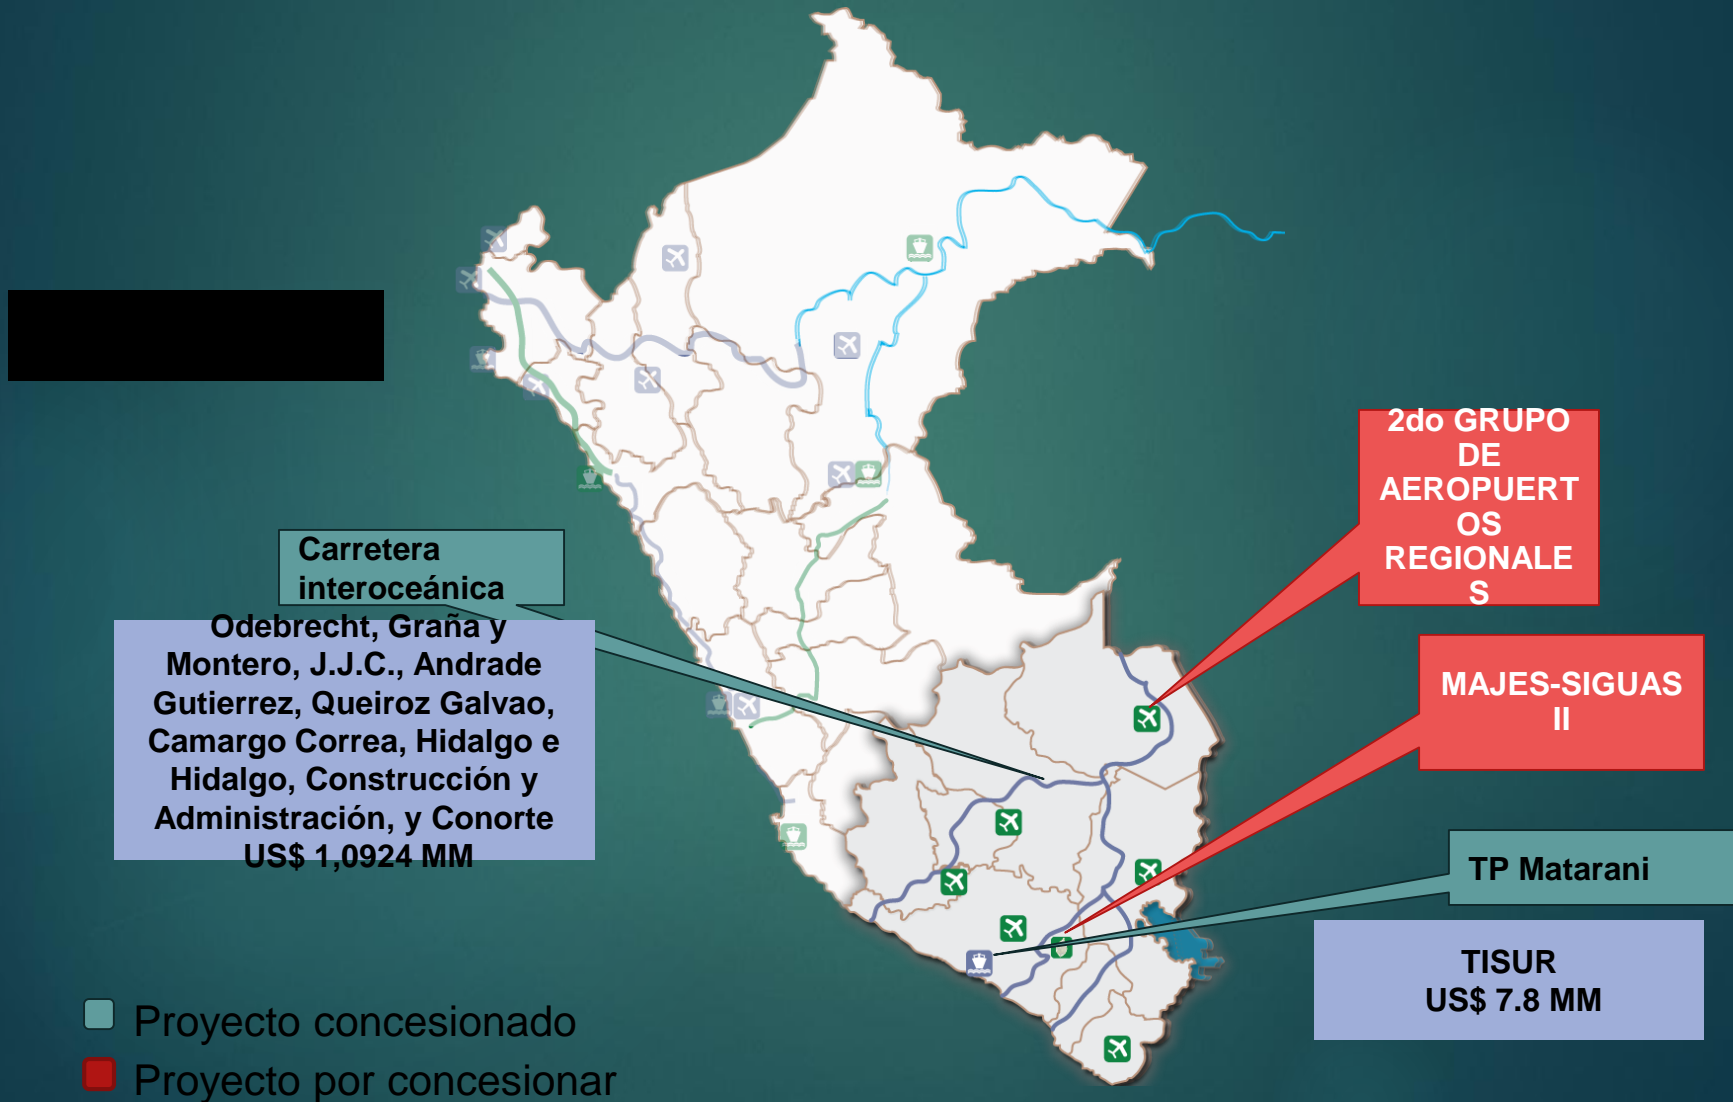 2do GRUPO
DE
AEROPUERT
OS
REGIONALE
S
Carretera
interoceánica
Odebrecht, Graña y
Montero, J.J.C., Andrade
Gutierrez, Queiroz Galvao,
Camargo Correa, Hidalgo e
Hidalgo, Construcción y
Administración, y Conorte
US$ 1,0924 MM
MAJES-SIGUAS
II
TP Matarani
TISUR
US$ 7.8 MM
Proyecto concesionado
Proyecto por concesionar